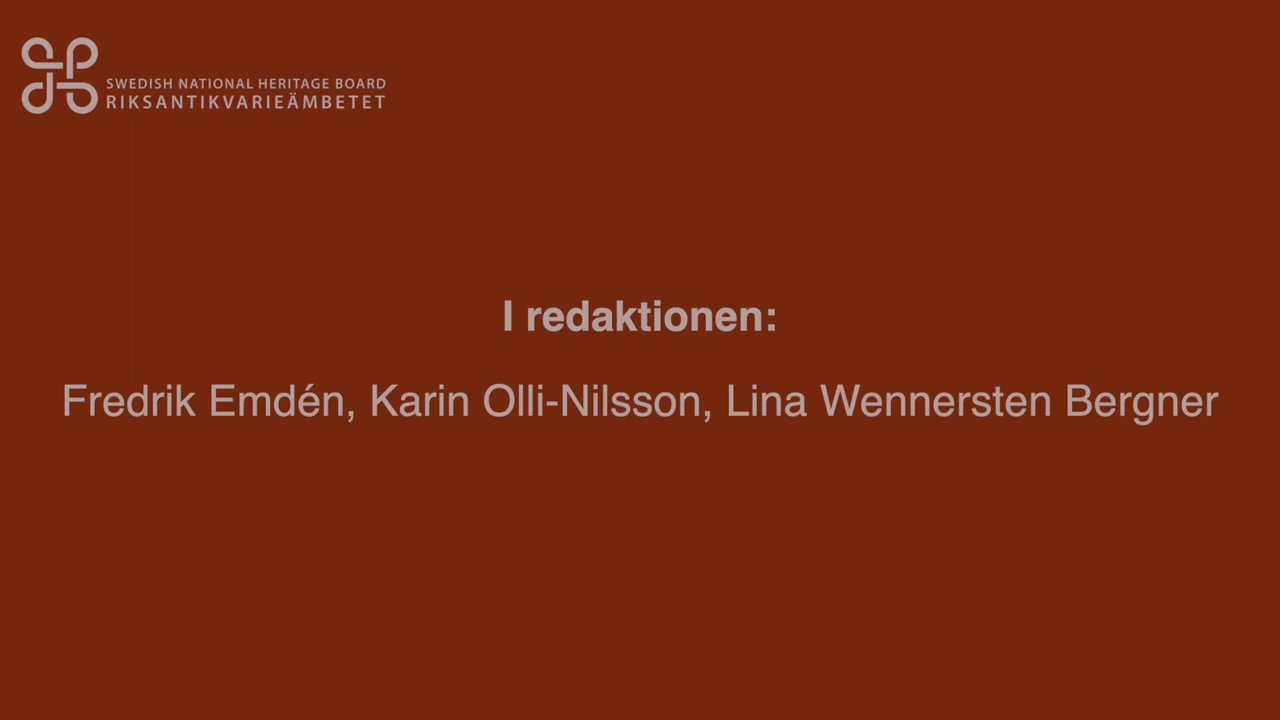 SWEDISH NATIONAL HERITAGE BOARD
RIKSANTIKVARIEÄMBETET
I redaktionen:
Fredrik Emdén, Karin Olli-Nilsson, Lina Wennersten Bergner